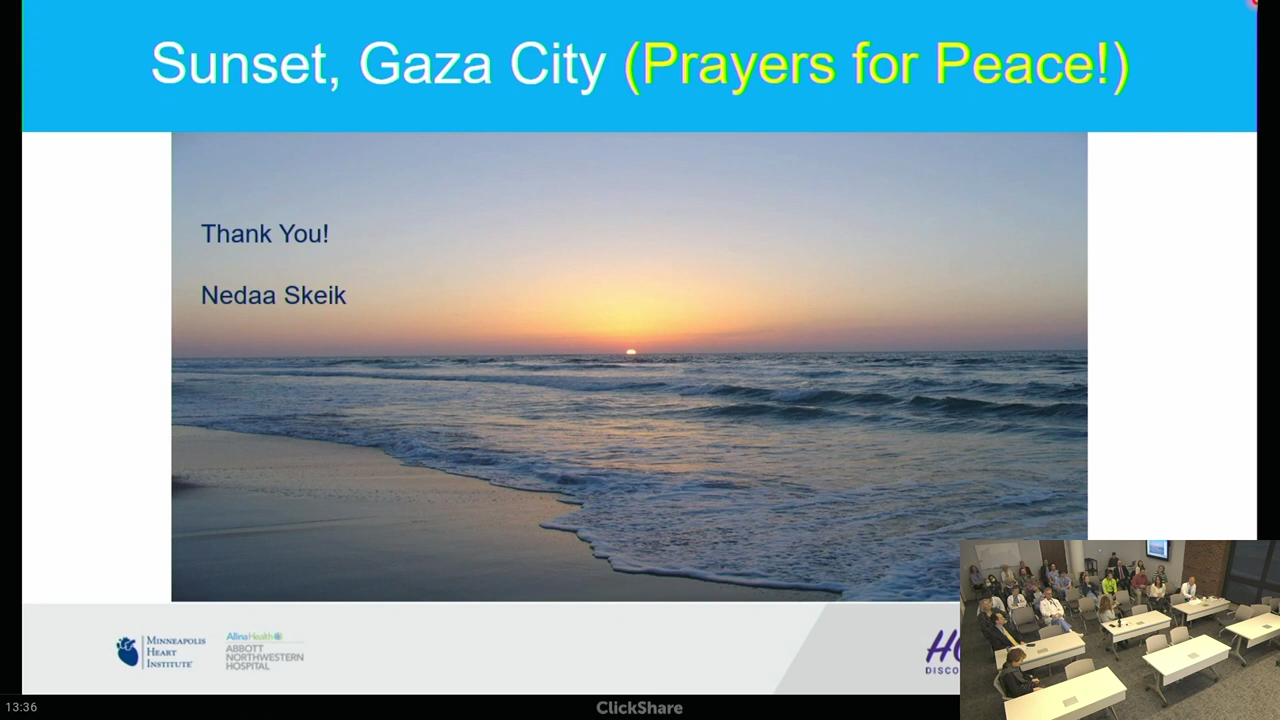 Sunset, Gaza City (Prayers for Peace!)
Thank You!
Nedaa Skeik
MINNEAPOLIS
HEART
INSTITUTE
Allina Health
ABBOTT
NORTHWESTERN
HOSPITAL
DISCO
13:36
ClickShare